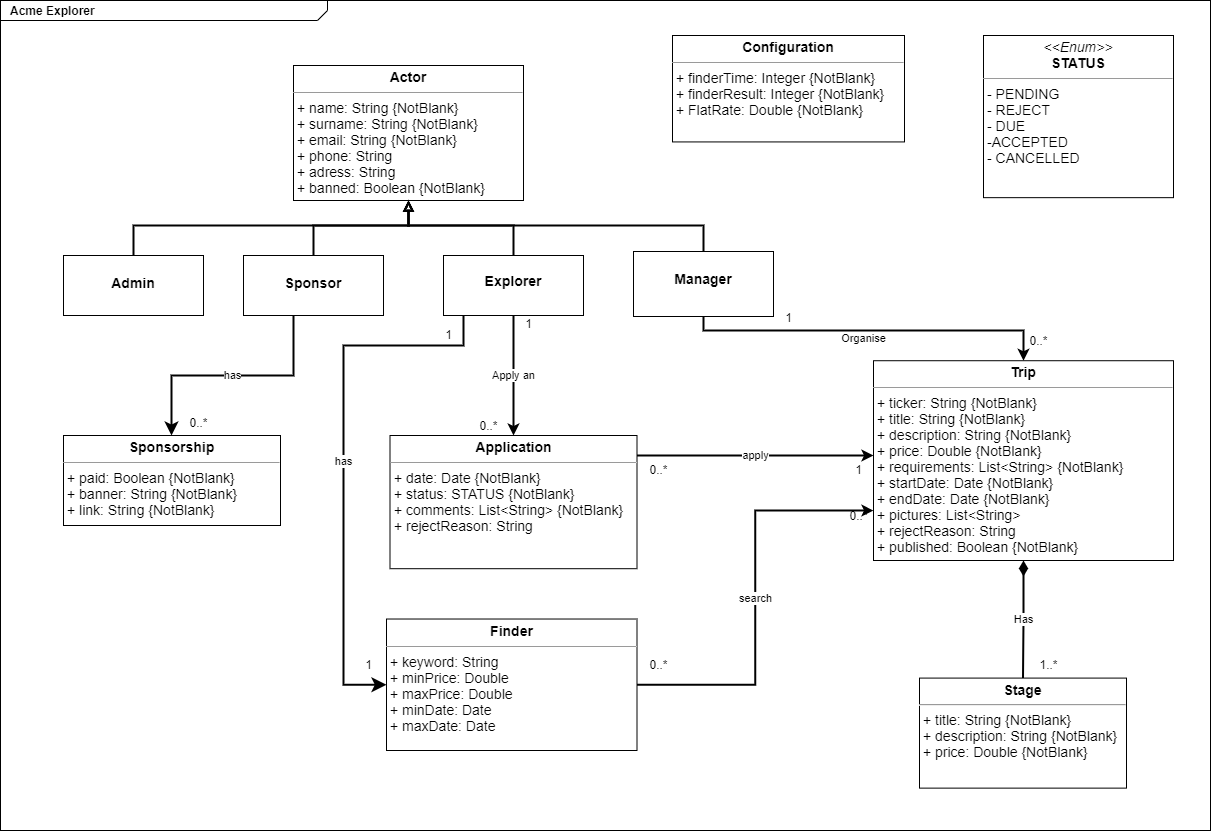 Acme Explorer
Actor
+ name: String {NotBlank}
+ surname: String {NotBlank}
+ email: String {NotBlank}
+ phone: String
+ adress: String
+ banned: Boolean {NotBlank}
Configuration
+ finderTime: Integer {NotBlank}
+ finderResult: Integer {NotBlank}
+ FlatRate: Double {NotBlank}
<<Enum>>
STATUS
- PENDING
- REJECT
- DUE
-ACCEPTED
- CANCELLED
Admin
Sponsor
Explorer
Manager
1
1
1
Organise
0..*
has
Apply an
0..*
0..*
Sponsorship
+ paid: Boolean {NotBlank}
+ banner: String {NotBlank}
+ link: String {NotBlank}
has
Application
+ date: Date {NotBlank}
+ status: STATUS {NotBlank}
+ comments: List<String> {NotBlank}
+ rejectReason: String
apply
0..*
1
Trip
+ ticker: String {NotBlank}
+ title: String {NotBlank}
+ description: String {NotBlank}
+ price: Double {NotBlank}
+ requirements: List<String> {NotBlank}
+ startDate: Date {NotBlank}
+ endDate: Date {NotBlank}
+ pictures: List<String>
+ rejectReason: String
+ published: Boolean {NotBlank}
0..
search
Has
1..*
Finder
+ keyword: String
+ minPrice: Double
+ maxPrice: Double
+ minDate: Date
+ maxDate: Date
1
0..*
Stage
+ title: String {NotBlank}
+ description: String {NotBlank}
+ price: Double {NotBlank}